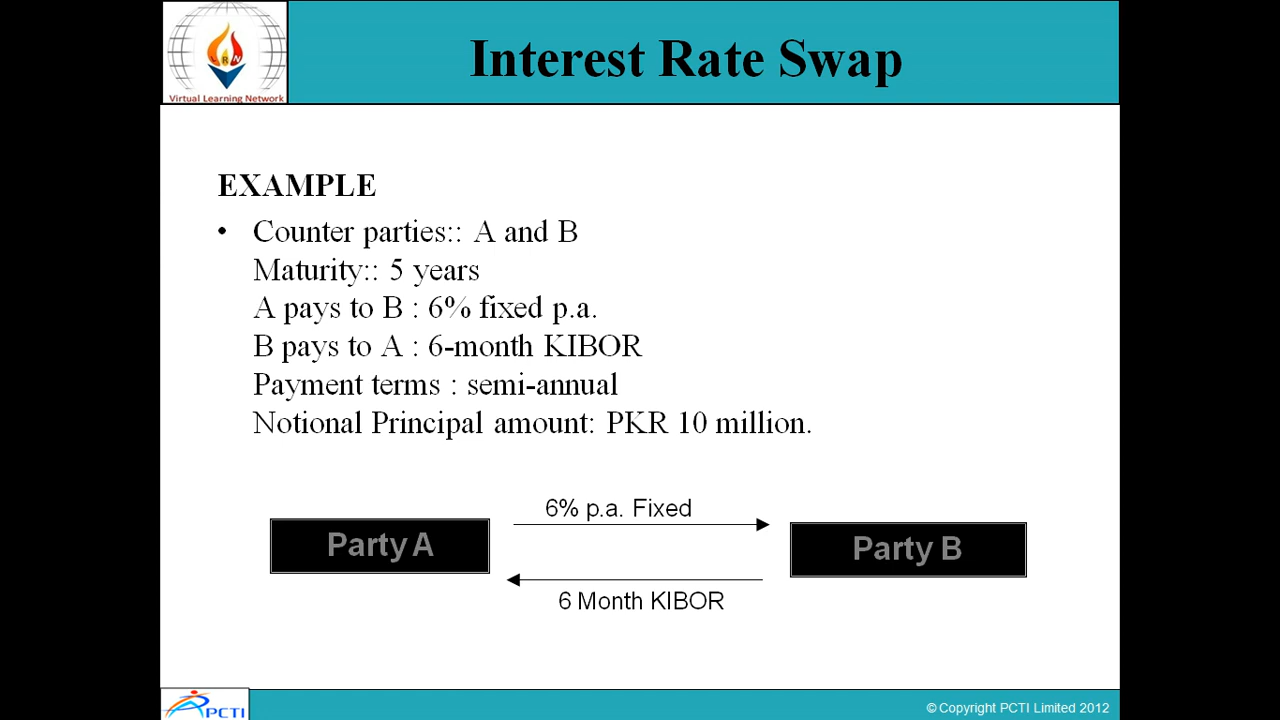 Interest Rate Swap
LRN
Virtual Learning Network
EXAMPLE
• Counter parties:: A and B
Maturity:: 5 years
A pays to B : 6% fixed p.a.
B pays to A : 6-month KIBOR
Payment terms : semi-annual
Notional Principal amount: PKR 10 million.
6% p.a. Fixed
Party A
Party B
6 Month KIBOR
PCTI
© Copyright PCTI Limited 2012